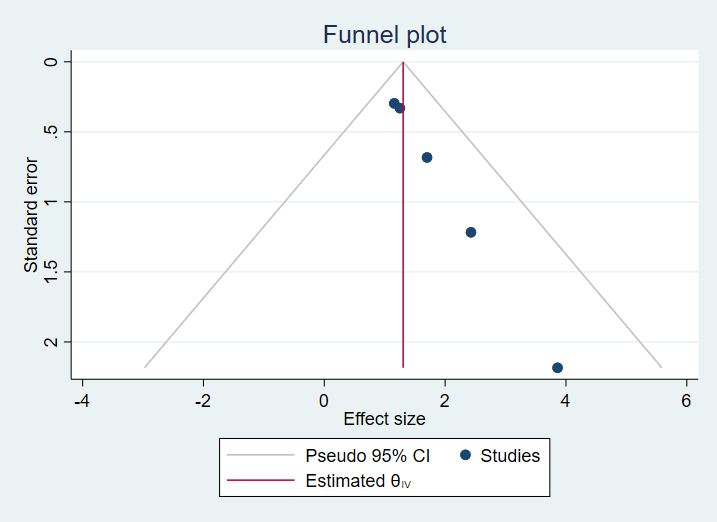 Funnel plot
Standard error
0
.5
1
1.5
2
-4 -2 0 2 4 6
Effect size
Pseudo 95% CI Studies
Estimated θIV